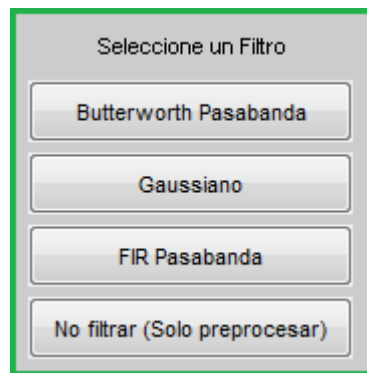 Seleccione un Filtro
Butterworth Pasabanda
Gaussiano
FIR Pasabanda
No filtrar (Solo preprocesar)